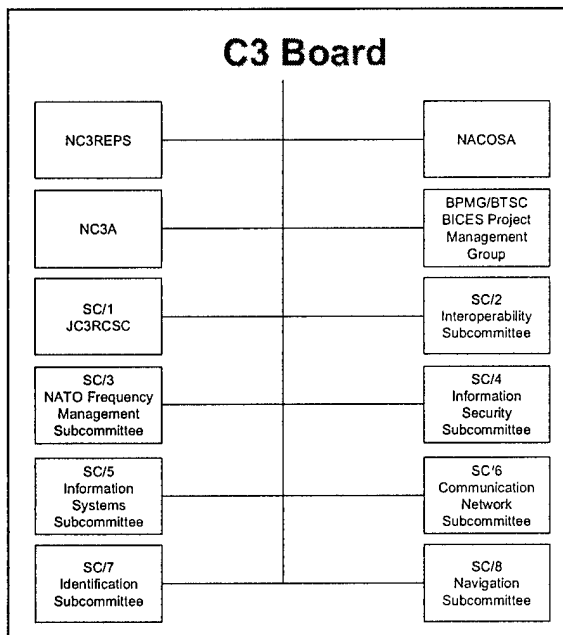 C3 Board
NC3REPS
NACOSA
NC3A
BPMG/BTSC
BICES Project
Management
Group
SC/1
JC3RCSC
SC/2
Interoperability
Subcommittee
SC/3
NATO Frequency
Management
Subcommittee
SC/4
Information
Security
Subcommittee
SC/5
Information
Systems
Subcommittee
SC/6
Communication
Network
Subcommittee
SC/7
Identification
Subcommittee
SC/8
Navigation
Subcommittee